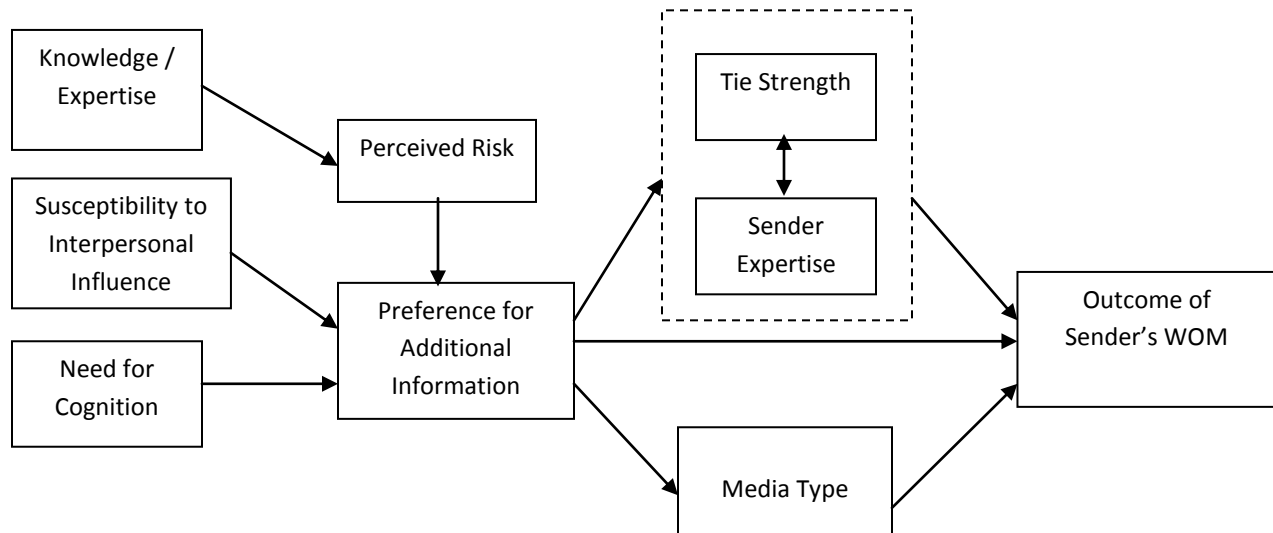 Knowledge /
Expertise
Perceived Risk
Susceptibility to
Interpersonal
Influence
Need for
Cognition
Preference for
Additional
Information
Tie Strength
Sender
Expertise
Media Type
Outcome of
Sender’s WOM